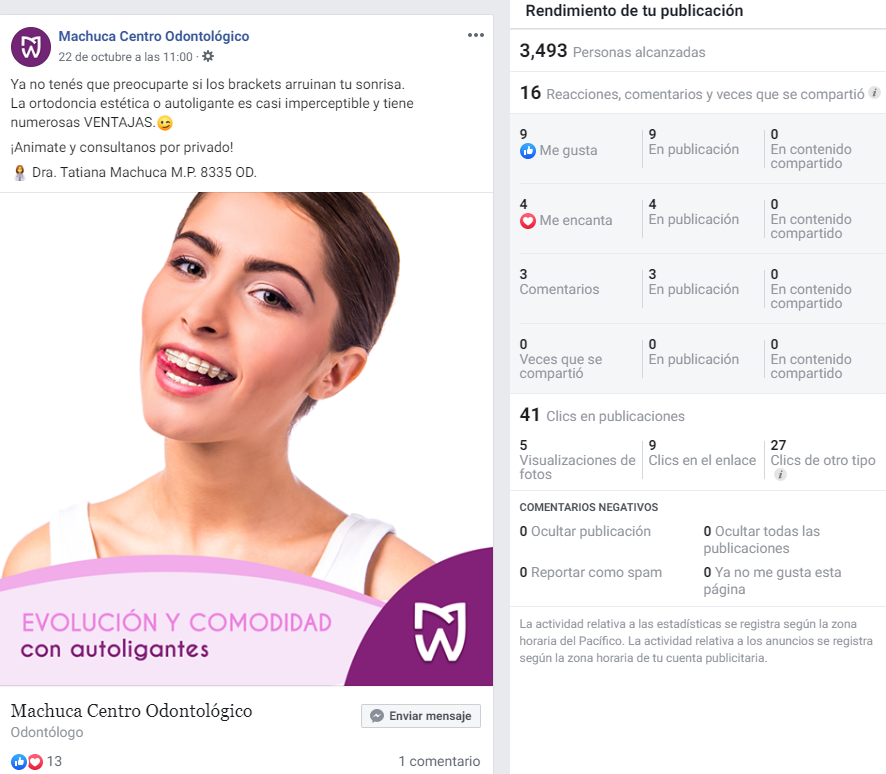 Machuca Centro Odontológico
22 de octubre a las 11:00 ·
Ya no tenés que preocuparte si los brackets arruinan tu sonrisa.
La ortodoncia estética o autoligante es casi imperceptible y tiene
numerosas VENTAJAS.😉
¡Animate y consultanos por privado!
Dra. Tatiana Machuca M.P. 8335 OD.
EVOLUCIÓN Y COMODIDAD
con autoligantes
Machuca Centro Odontológico
Odontólogo
Enviar mensaje
13
1 comentario
Rendimiento de tu publicación
3,493 Personas alcanzadas
16 Reacciones, comentarios y veces que se compartió
9
Me gusta
9
En publicación
0
En contenido
compartido
4
Me encanta
4
En publicación
0
En contenido
compartido
3
Comentarios
3
En publicación
0
En contenido
compartido
0
Veces que se
compartió
0
En publicación
0
En contenido
compartido
41 Clics en publicaciones
5
Visualizaciones de
fotos
9
Clics en el enlace
27
Clics de otro tipo
COMENTARIOS NEGATIVOS
0 Ocultar publicación
0 Ocultar todas las
publicaciones
0 Reportar como spam
0 Ya no me gusta esta
página
La actividad relativa a las estadísticas se registra según la zona
horaria del Pacífico. La actividad relativa a los anuncios se registra
según la zona horaria de tu cuenta publicitaria.